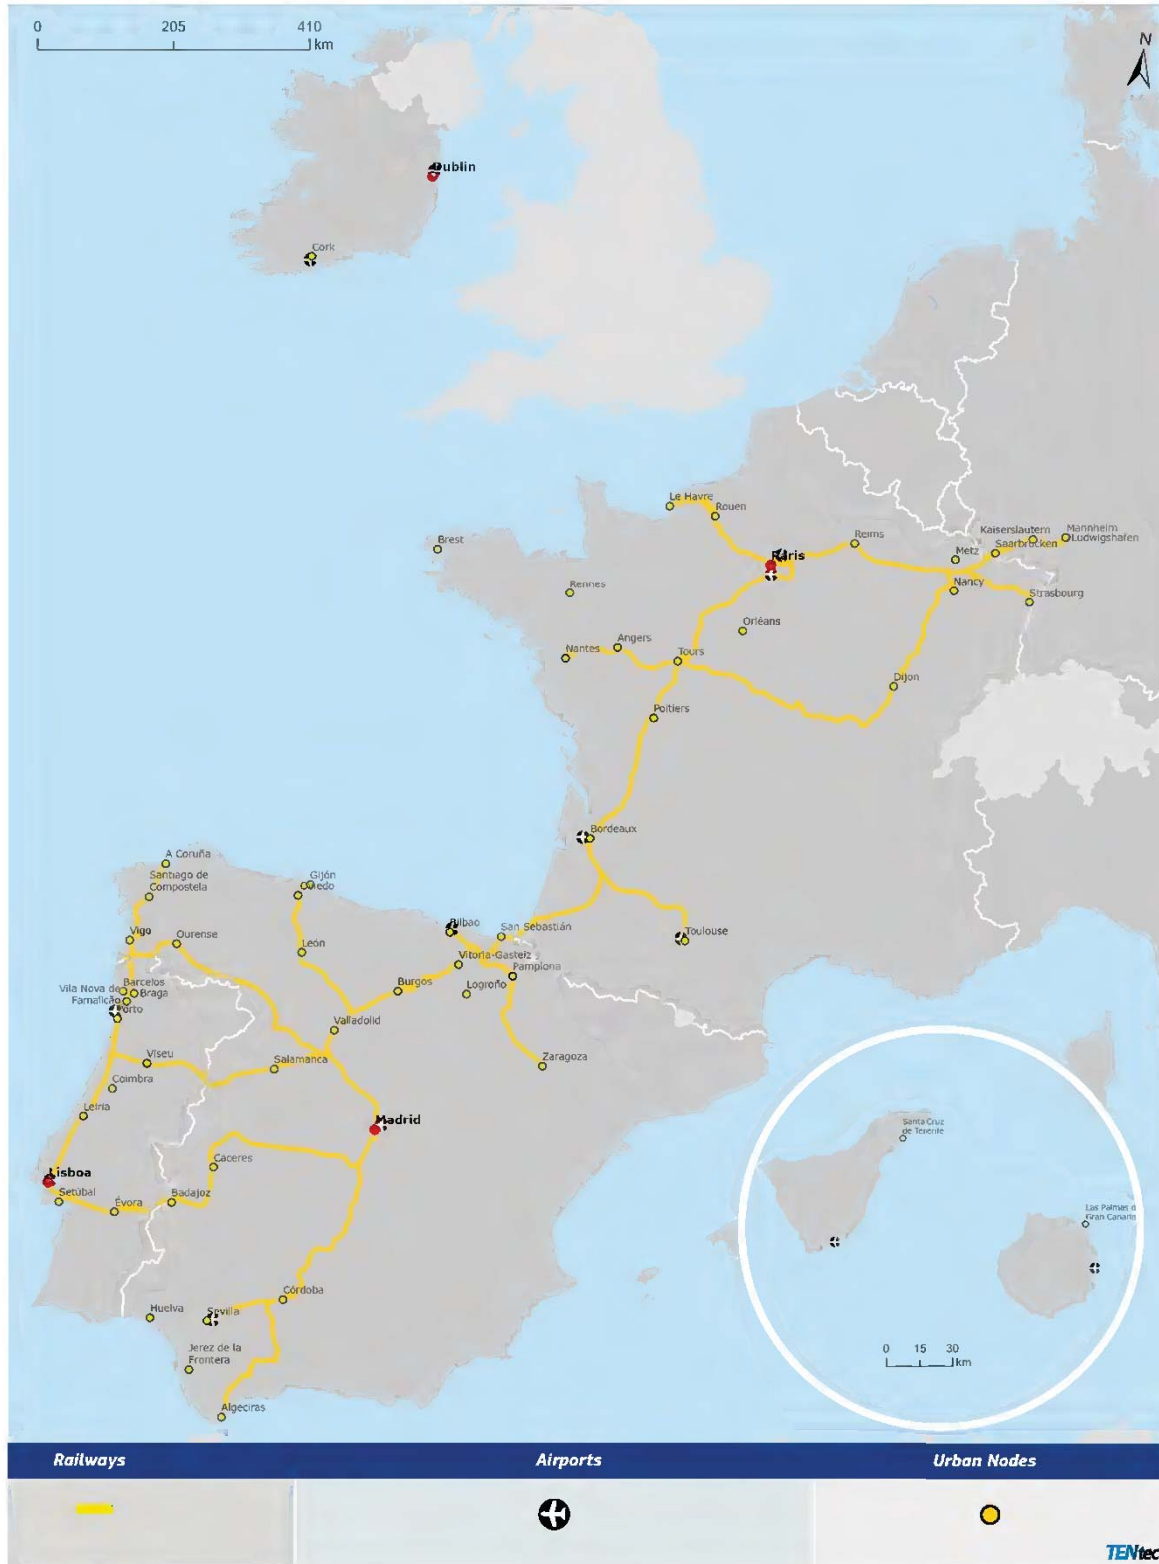 0 205 410
km
N
Dublin
Cork
Le Havre
Rouen
Brest
Paris
Reims
Kaiserslautern
Mannheim
Ludwigshafen
Saarbrücken
Metz
Rennes
Nancy
Strasbourg
Orléans
Angers
Nantes
Tours
Dijon
Poitiers
Bordeaux
A Coruña
Santiago de
Compostela
Gijón
Bilbao
San Sebastián
Toulouse
Vigo
Ourense
León
Vitoria-Gasteiz
Pamplona
Barcelos
Burgos
Logroño
Vila Nova de
Famalicão
Braga
Porto
Valladolid
Viseu
Salamanca
Zaragoza
Coimbra
Leiria
Madrid
Santa Cruz
de Tenerife
Cáceres
Lisboa
Setúbal
Évora
Badajoz
Las Palmas d
Gran Canaria
Córdoba
Huelva
Sevilla
Jerez de la
Frontera
0 15 30
km
Algeciras
Railways Airports Urban Nodes
TENtec